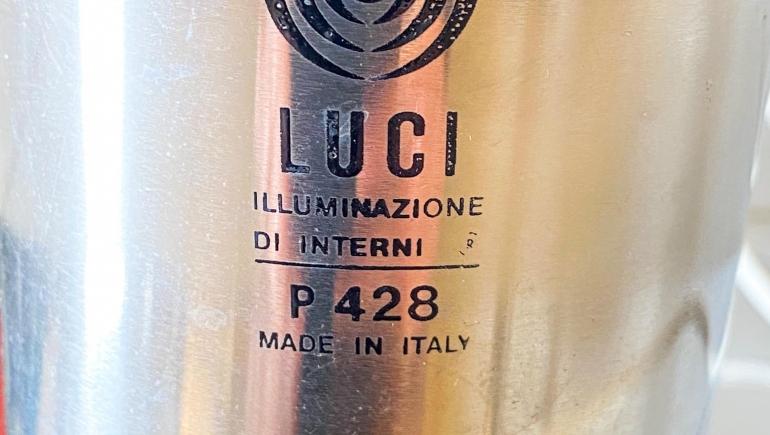 LUCI
ILLUMINAZIONE
DI INTERNI ®
P 428
MADE IN ITALY